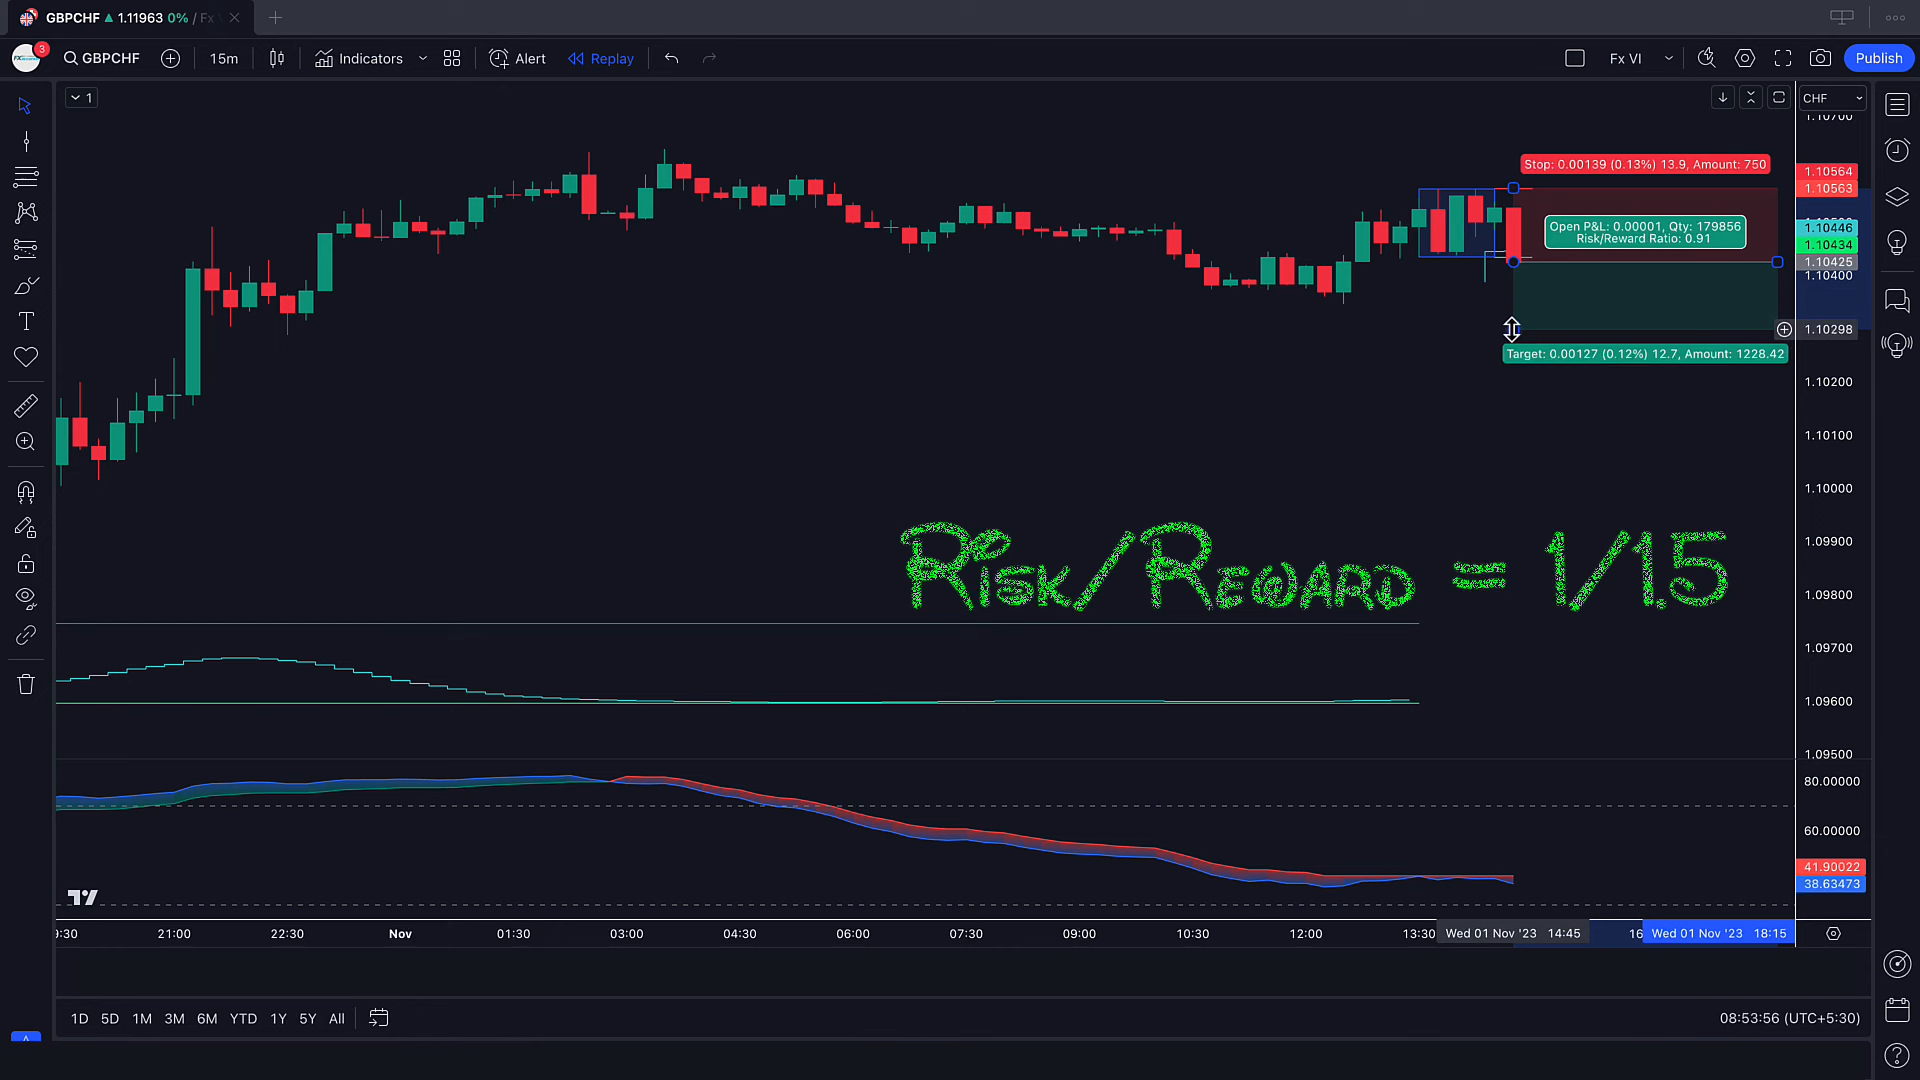 GBPCHF ▲ 1.11963 0% / Fx
3
GBPCHF
15m
Indicators
Alert
Replay
Fx VI
Publish
1
CHF
1.10700
Stop: 0.00139 (0.13%) 13.9, Amount: 750
1.10564
1.10563
Open P&L: 0.00001, Qty: 179856
Risk/Reward Ratio: 0.91
1.10446
1.10434
1.10425
1.10400
1.10298
Target: 0.00127 (0.12%) 12.7, Amount: 1228.42
1.10200
1.10100
1.10000
1.09900
Risk/Reward = 1/1.5
1.09800
1.09700
1.09600
1.09500
80.00000
60.00000
41.90022
38.63473
:30 21:00 22:30 Nov 01:30 03:00 04:30 06:00 07:30 09:00 10:30 12:00 13:30 Wed 01 Nov '23 14:45 16 Wed 01 Nov '23 18:15
1D 5D 1M 3M 6M YTD 1Y 5Y All
08:53:56 (UTC+5:30)